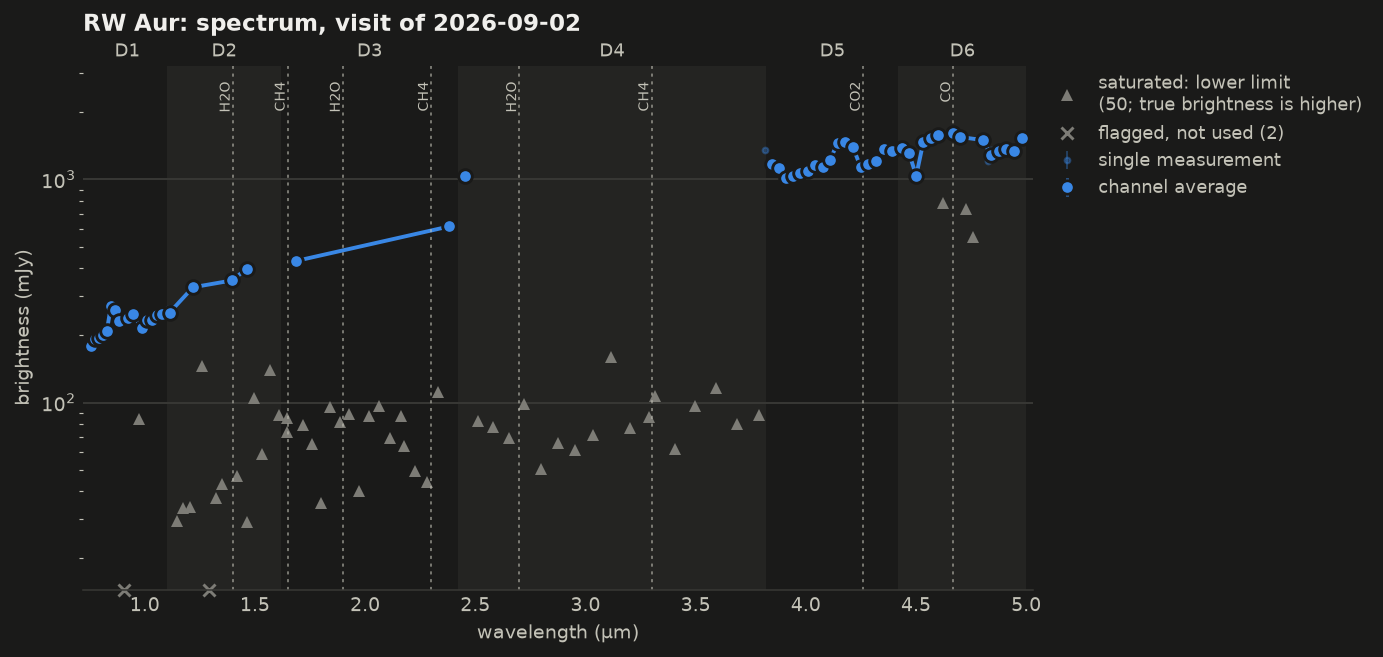 RW Aur: spectrum, visit of 2026-09-02
D1 D2 D3 D4 D5 D6
H2O CH4 H2O CH4 H2O CH4 CO2 CO
saturated: lower limit
(50; true brightness is higher)
flagged, not used (2)
single measurement
channel average
brightness (mJy)
10³
10²
1.0 1.5 2.0 2.5 3.0 3.5 4.0 4.5 5.0
wavelength (µm)